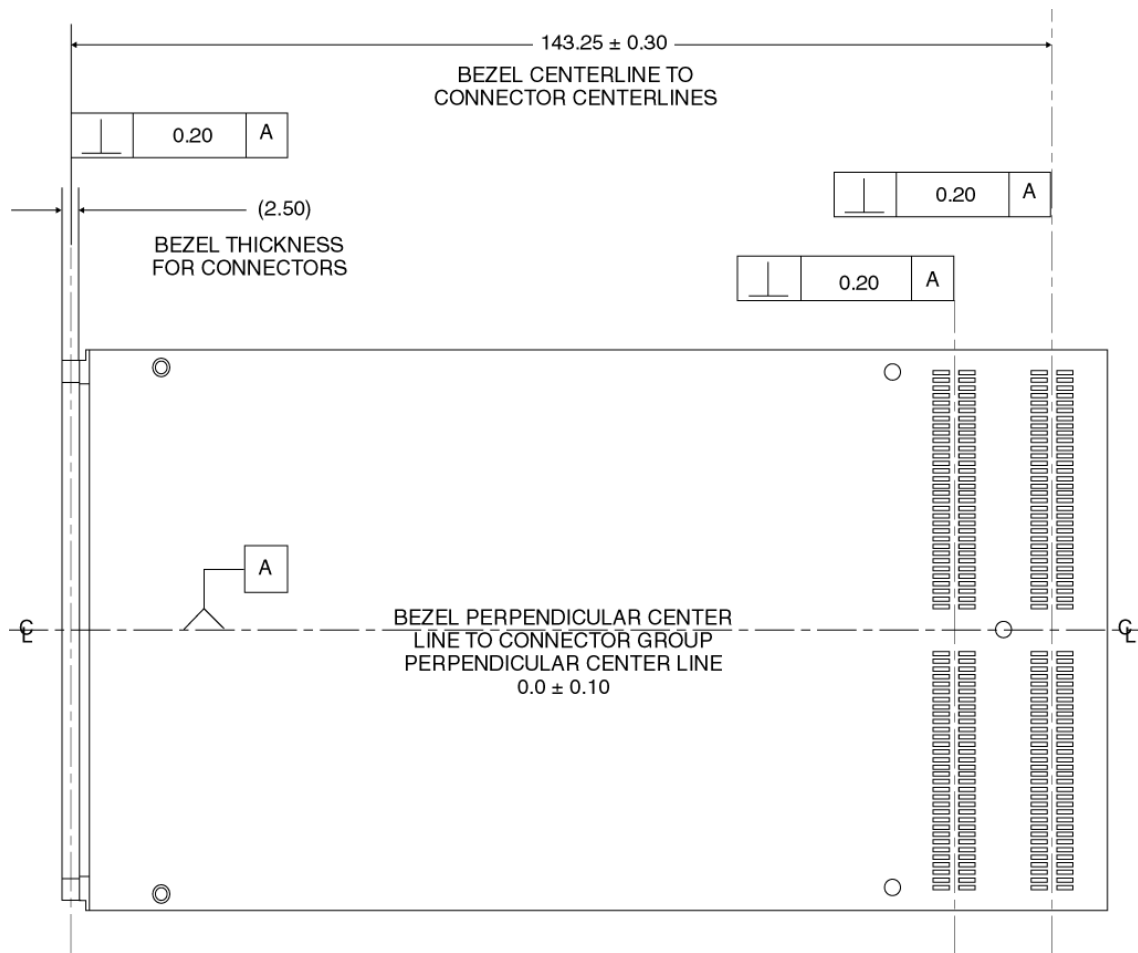 143.25 ± 0.30
BEZEL CENTERLINE TO
CONNECTOR CENTERLINES
⊥ 0.20 A
⊥ 0.20 A
(2.50)
BEZEL THICKNESS
FOR CONNECTORS
⊥ 0.20 A
A
BEZEL PERPENDICULAR CENTER
LINE TO CONNECTOR GROUP
PERPENDICULAR CENTER LINE
0.0 ± 0.10
℄
℄